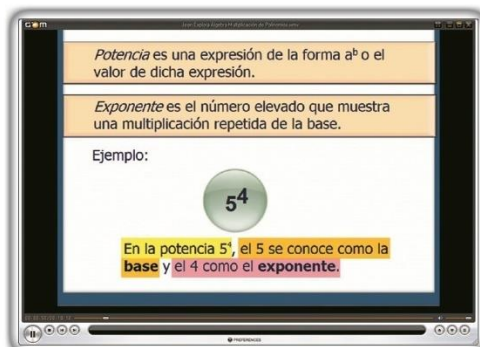 GOM
Potencia es una expresión de la forma aᵇ o el
valor de dicha expresión.
Exponente es el número elevado que muestra
una multiplicación repetida de la base.
Ejemplo:
5⁴
En la potencia 5⁴, el 5 se conoce como la
base y el 4 como el exponente.
PREFERENCES